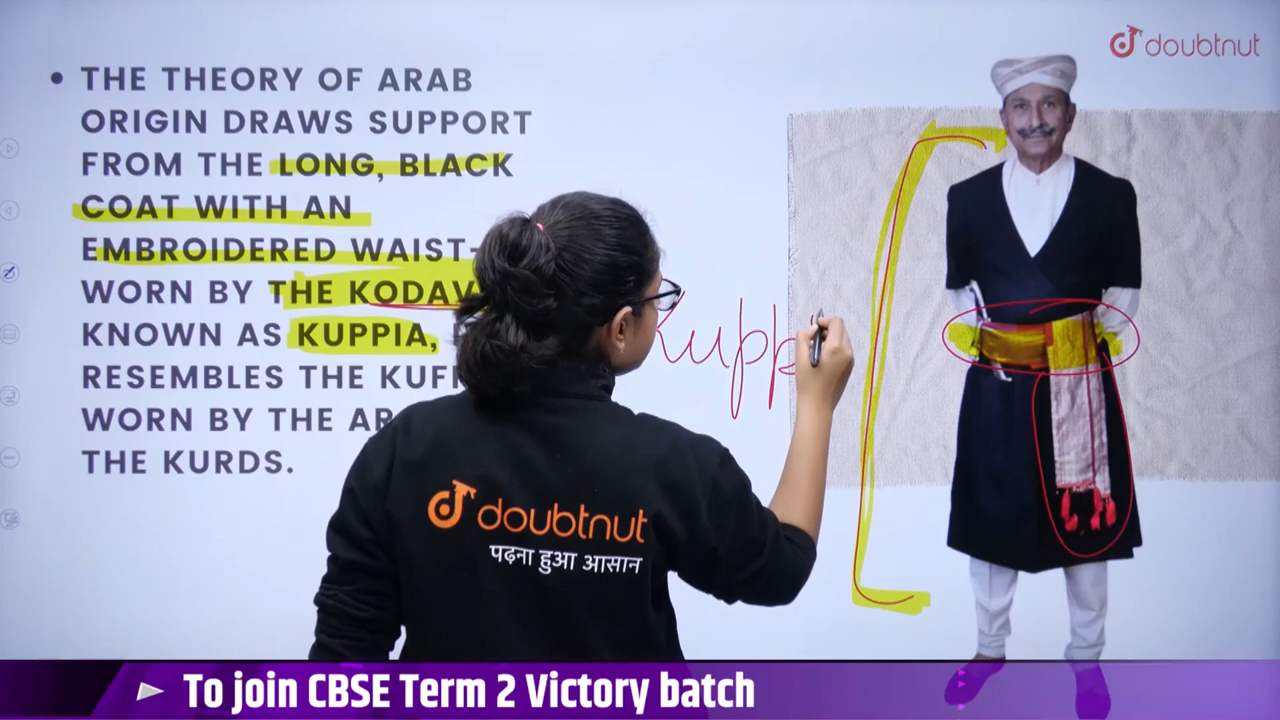 doubtnut
• THE THEORY OF ARAB
ORIGIN DRAWS SUPPORT
FROM THE LONG, BLACK
COAT WITH AN
EMBROIDERED WAIST-
WORN BY THE KODAV
KNOWN AS KUPPIA,
RESEMBLES THE KUF
WORN BY THE AR
THE KURDS.
Kupp
doubtnut
पढ़ना हुआ आसान
To join CBSE Term 2 Victory batch